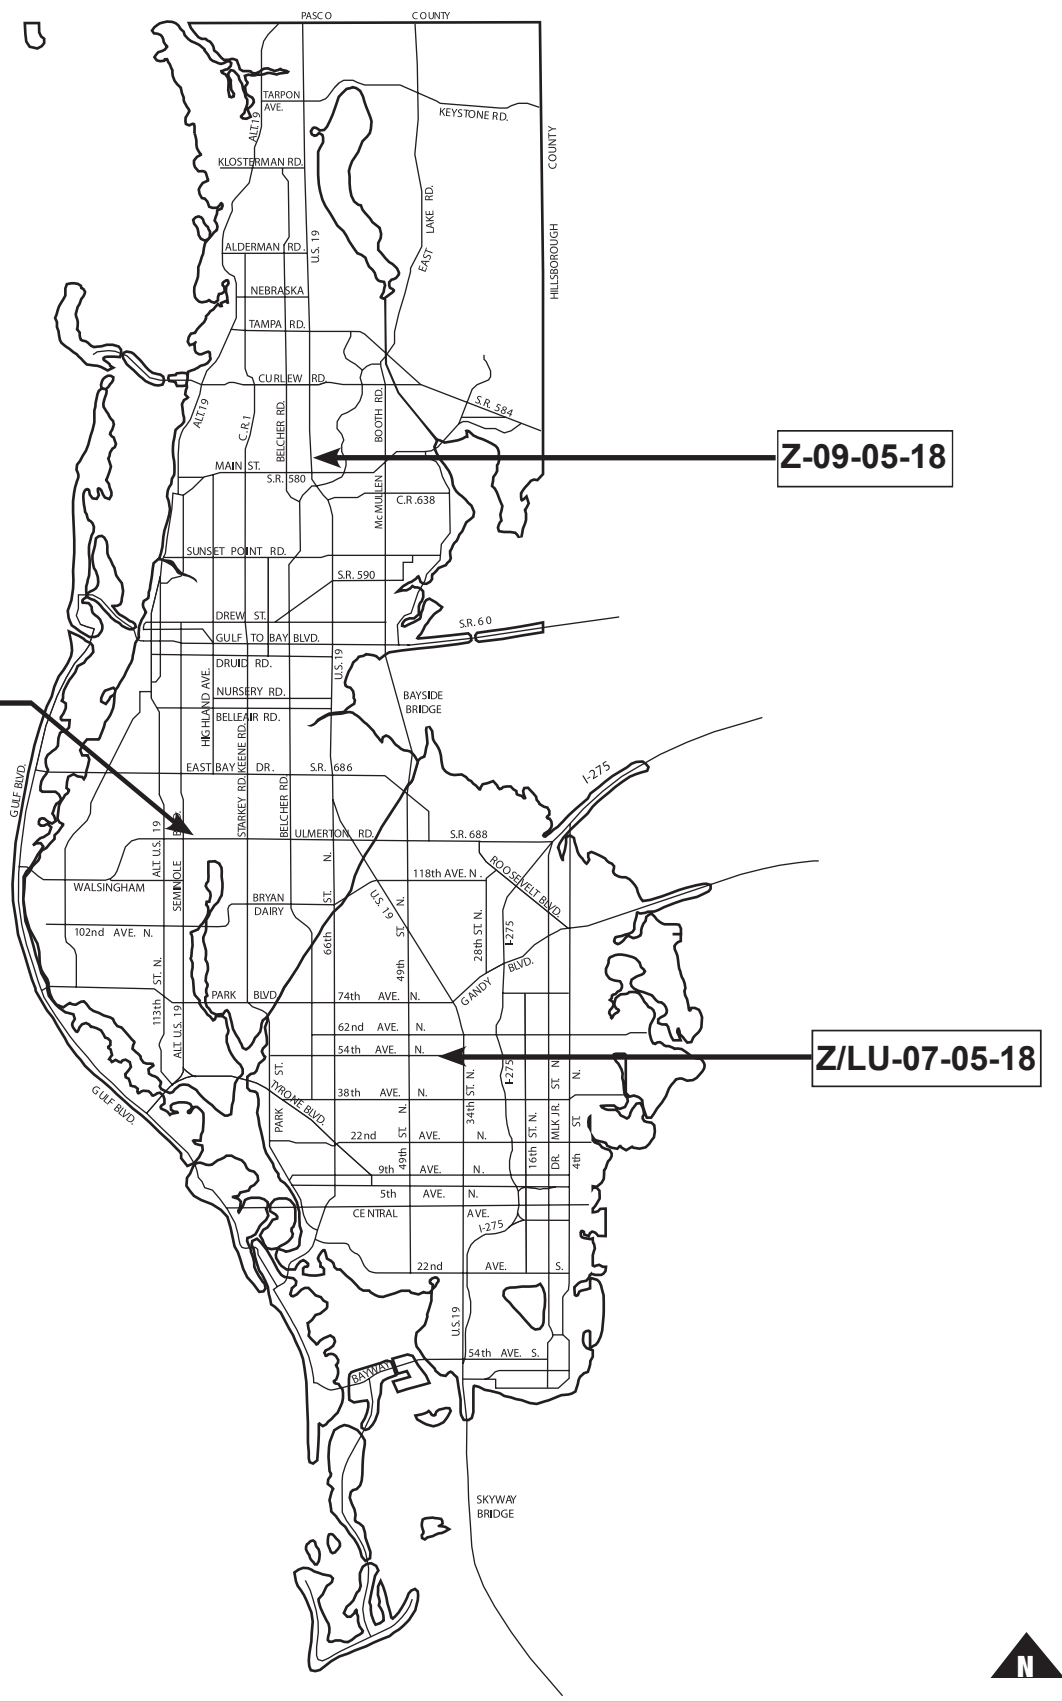 PASCO COUNTY
TARPON
AVE.
KEYSTONE RD.
ALT.19
COUNTY
HILLSBOROUGH
KLOSTERMAN RD.
EAST LAKE RD.
U.S. 19
ALDERMAN RD.
NEBRASKA
TAMPA RD.
CURLEW RD.
ALT.19
C.R.1
BELCHER RD.
BOOTH RD.
S.R. 584
Z-09-05-18
MAIN ST.
S.R. 580
McMULLEN
C.R.638
SUNSET POINT RD.
S.R. 590
DREW ST.
S.R. 60
GULF TO BAY BLVD.
DRUID RD.
U.S.19
HIGHLAND AVE.
NURSERY RD.
BAYSIDE
BRIDGE
BELLEAIR RD.
KEENE RD.
EAST BAY DR. S.R. 686
I-275
GULF BLVD.
STARKEY RD.
BELCHER RD.
ULMERTON RD. S.R. 688
ALT. U.S. 19
SEMINOLE BLVD.
WALSINGHAM
118th AVE. N.
ROOSEVELT BLVD.
BRYAN
DAIRY
U.S. 19
66th ST. N.
49th ST. N.
28th ST. N.
I-275
102nd AVE. N.
GANDY BLVD.
113th ST. N.
PARK BLVD. 74th AVE. N.
ALT. U.S. 19
62nd AVE. N.
54th AVE. N.
Z/LU-07-05-18
I-275
38th AVE. N.
TYRONE BLVD.
GULF BLVD.
PARK ST.
34th ST. N.
22nd AVE. N.
49th ST. N.
16th ST. N.
DR. MLK JR. ST. N
4th ST. N.
9th AVE. N.
5th AVE. N.
CENTRAL AVE.
I-275
22nd AVE. S.
U.S.19
54th AVE. S.
BAYWAY
SKYWAY
BRIDGE
N